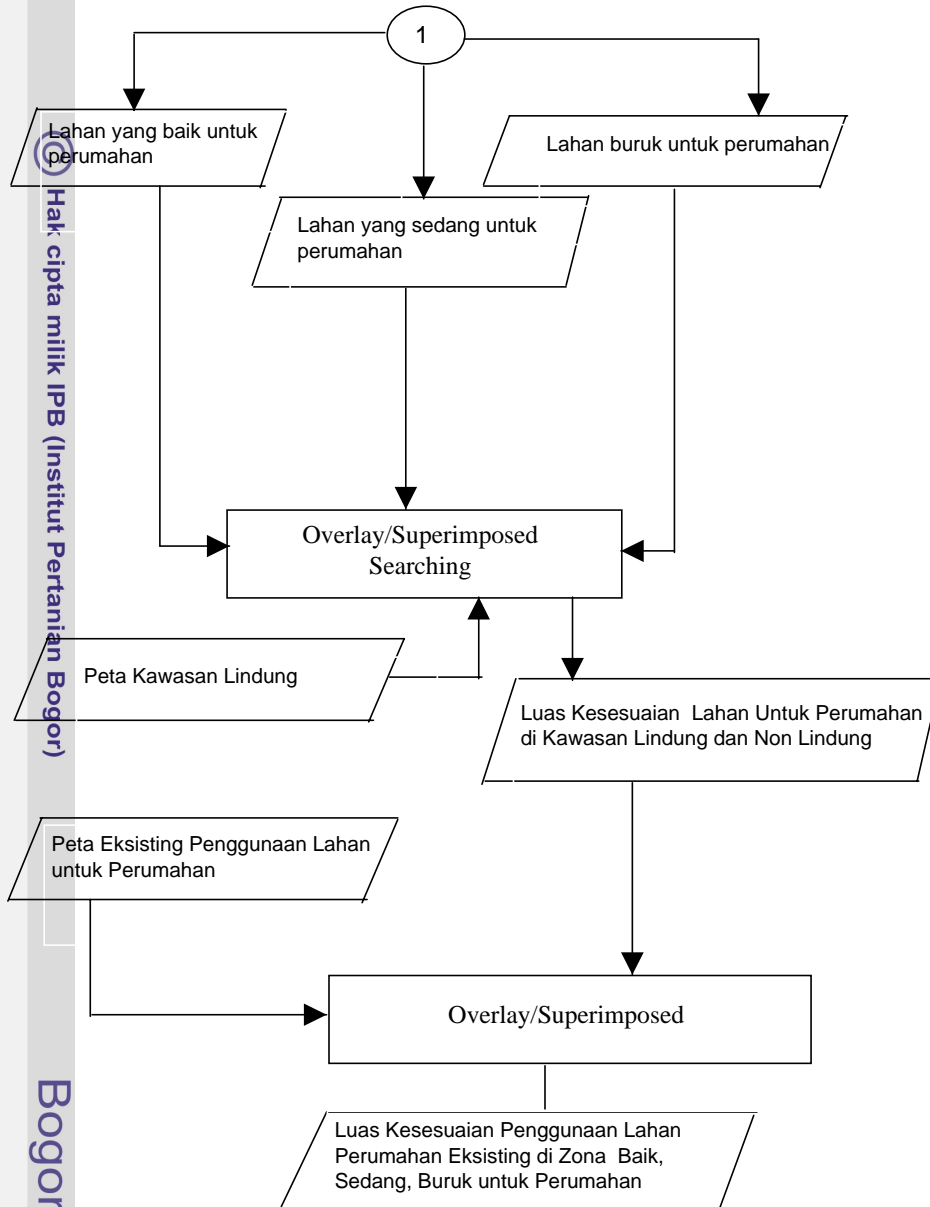 1
Lahan yang baik untuk
perumahan
Lahan buruk untuk perumahan
Lahan yang sedang untuk
perumahan
Overlay/Superimposed
Searching
Peta Kawasan Lindung
Luas Kesesuaian Lahan Untuk Perumahan
di Kawasan Lindung dan Non Lindung
Peta Eksisting Penggunaan Lahan
untuk Perumahan
Overlay/Superimposed
Luas Kesesuaian Penggunaan Lahan
Perumahan Eksisting di Zona Baik,
Sedang, Buruk untuk Perumahan
© Hak cipta milik IPB (Institut Pertanian Bogor)
Bogor